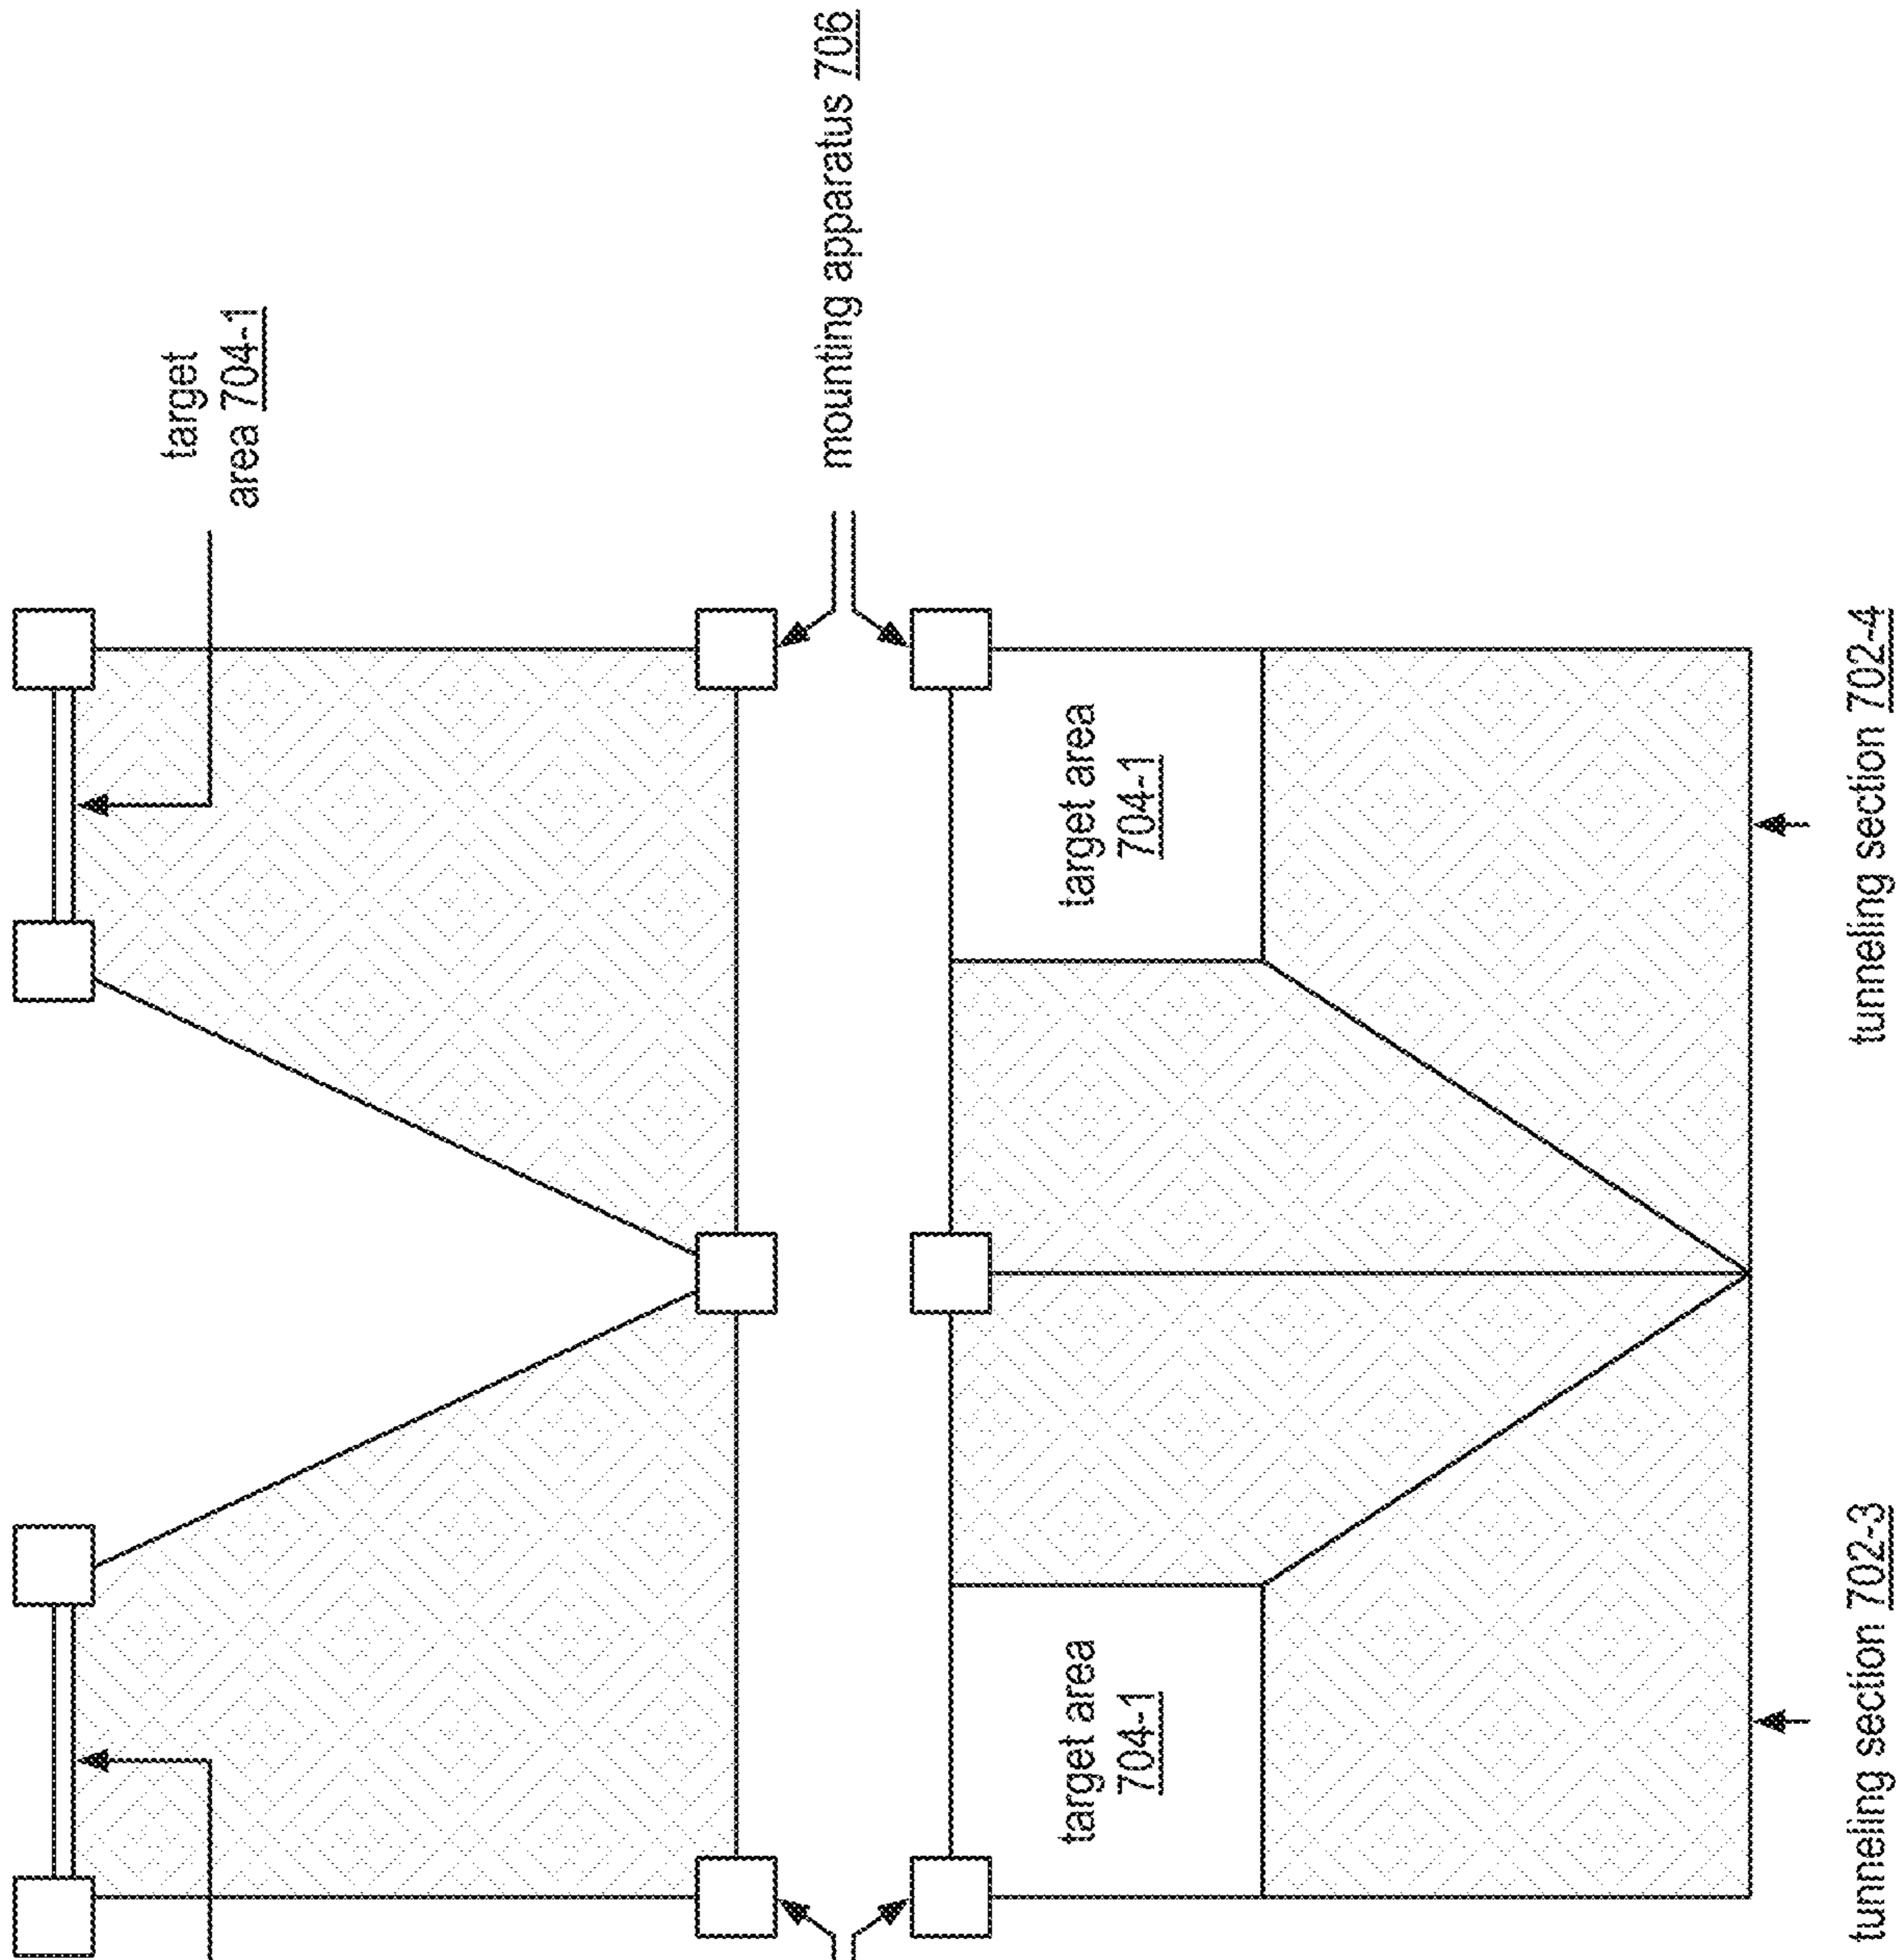 target
area 704-1
mounting apparatus 706
target area
704-1
target area
704-1
tunneling section 702-4
tunneling section 702-3